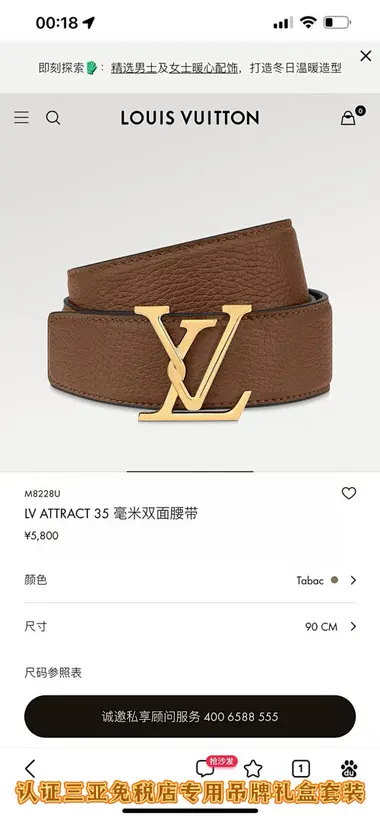 00:18
即刻探索🧤：精选男士及女士暖心配饰，打造冬日温暖造型
LOUIS VUITTON
0
M8228U
LV ATTRACT 35 毫米双面腰带
¥5,800
颜色
Tabac
尺寸
90 CM
尺码参照表
诚邀私享顾问服务 400 6588 555
抢沙发
1
du
认证三亚免税店专用吊牌礼盒套装